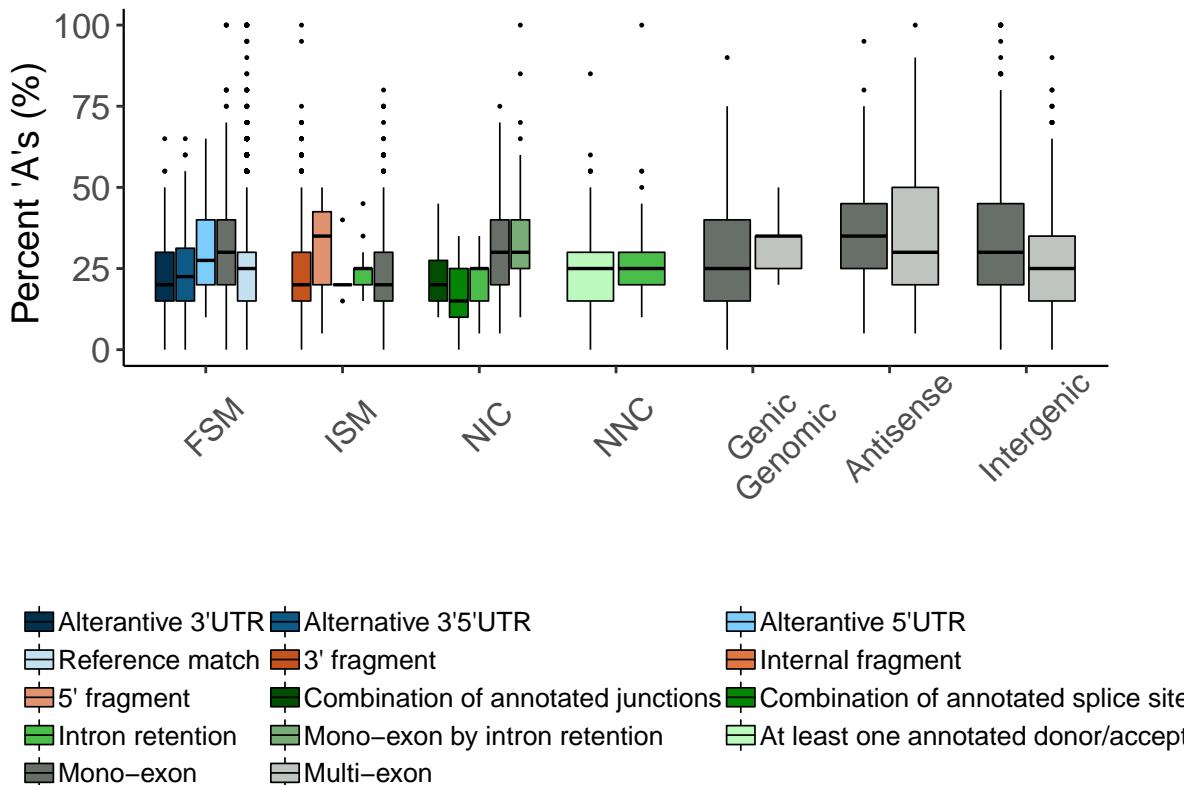 Percent 'A's (%)
100
75
50
25
0
FSM
ISM
NIC
NNC
Genic
Genomic
Antisense
Intergenic
Alterantive 3'UTR
Alternative 3'5'UTR
Alterantive 5'UTR
Reference match
3' fragment
Internal fragment
5' fragment
Combination of annotated junctions
Combination of annotated splice site
Intron retention
Mono−exon by intron retention
At least one annotated donor/accept
Mono−exon
Multi−exon